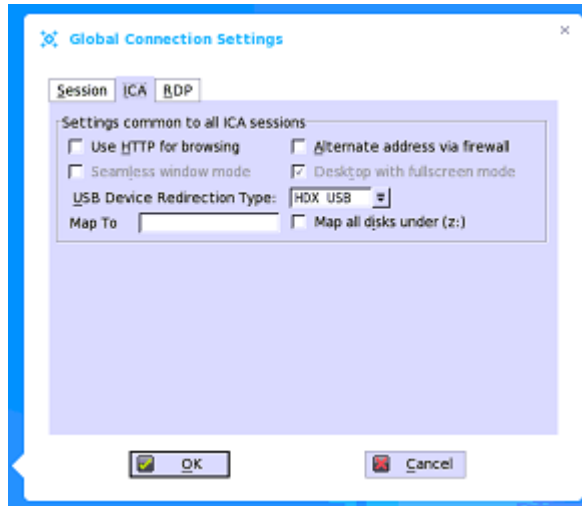 Global Connection Settings
Session ICA RDP
Settings common to all ICA sessions
Use HTTP for browsing Alternate address via firewall
Seamless window mode Desktop with fullscreen mode
USB Device Redirection Type: HDX USB
Map To Map all disks under (z:)
OK Cancel